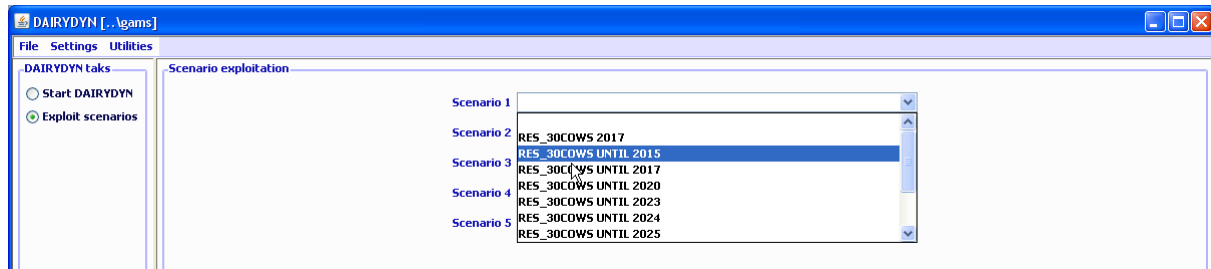 DAIRYDYN [..\gams]
File Settings Utilities
DAIRYDYN taks
Scenario exploitation
Start DAIRYDYN
Exploit scenarios
Scenario 1
Scenario 2
Scenario 3
Scenario 4
Scenario 5
RES_30COWS 2017
RES_30COWS UNTIL 2015
RES_30COWS UNTIL 2017
RES_30COWS UNTIL 2020
RES_30COWS UNTIL 2023
RES_30COWS UNTIL 2024
RES_30COWS UNTIL 2025